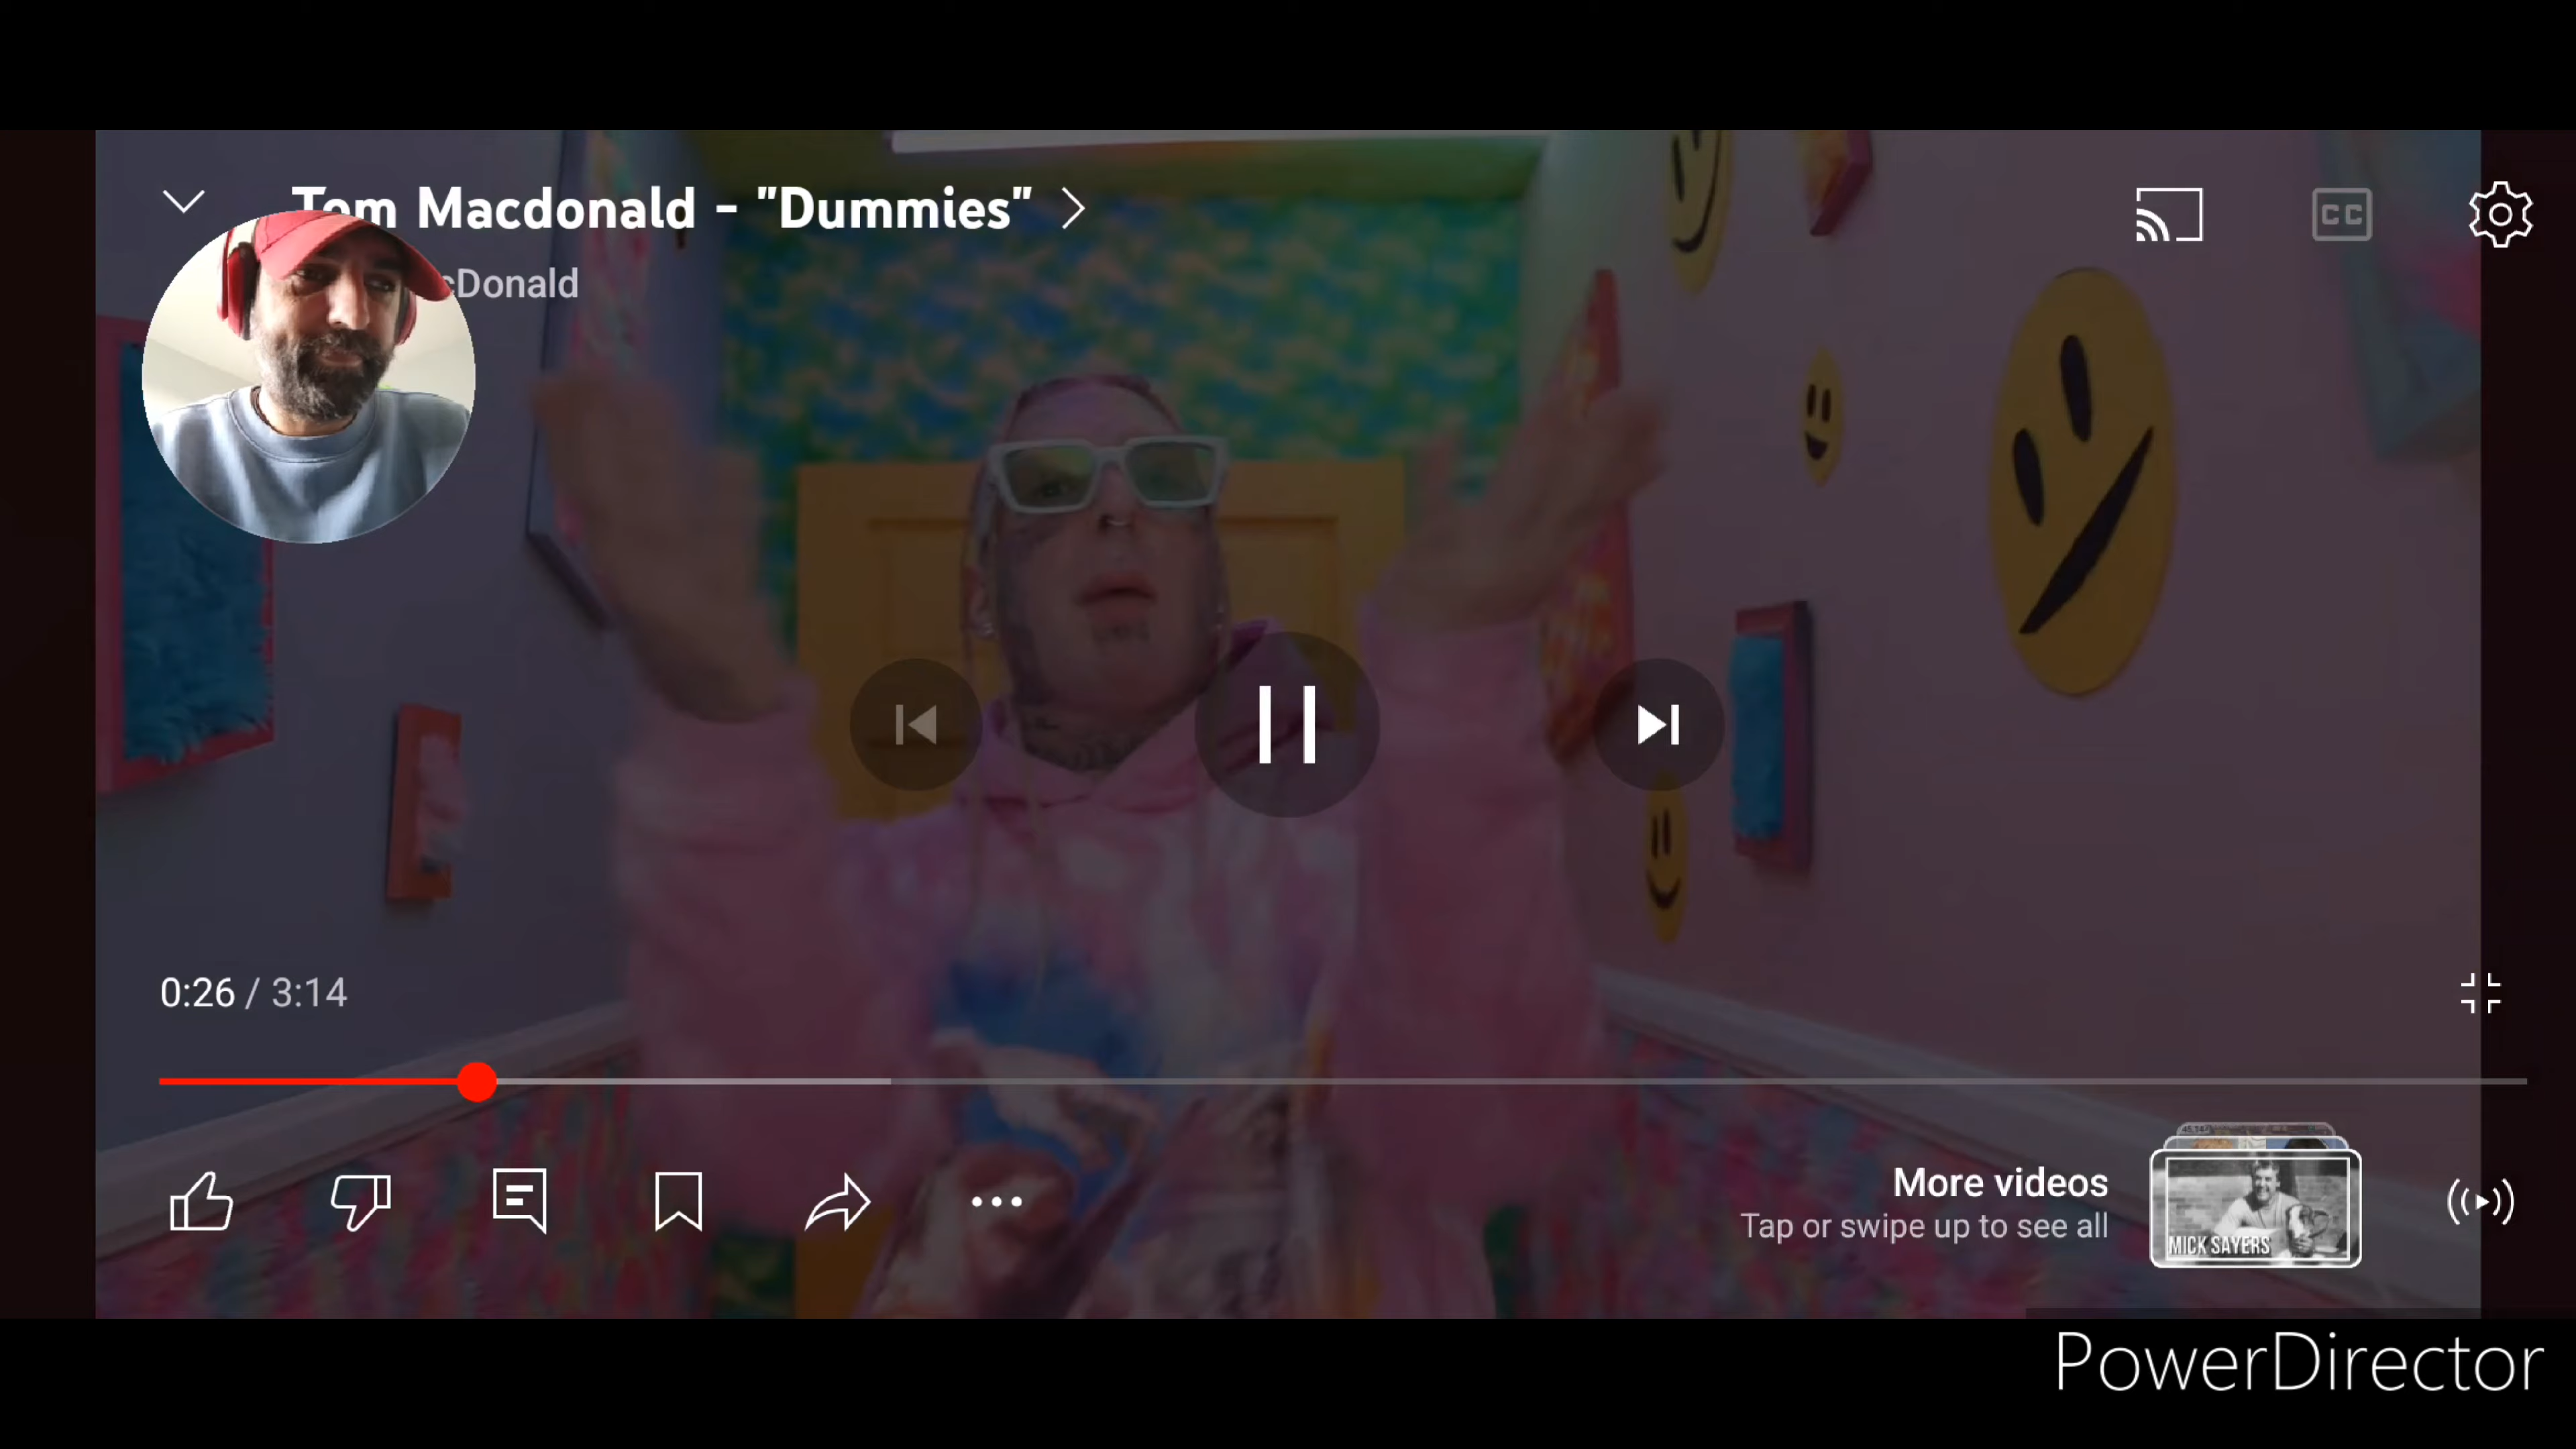 Tom Macdonald - "Dummies"
cDonald
CC
0:26 / 3:14
More videos
Tap or swipe up to see all
MICK SAYERS
PowerDirector